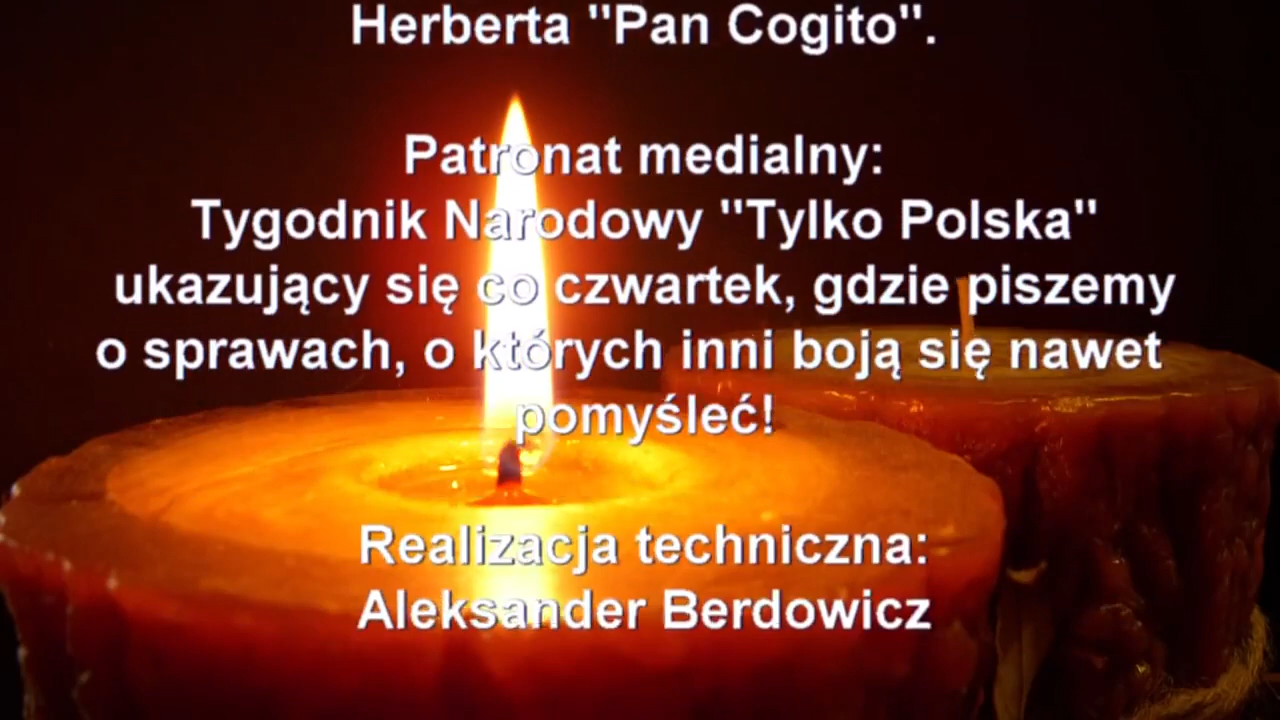 Herberta "Pan Cogito".
Patronat medialny:
Tygodnik Narodowy "Tylko Polska"
ukazujący się co czwartek, gdzie piszemy
o sprawach, o których inni boją się nawet
pomyśleć!
Realizacja techniczna:
Aleksander Berdowicz